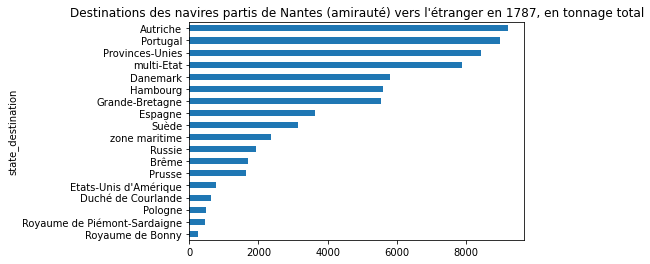 Destinations des navires partis de Nantes (amirauté) vers l'étranger en 1787, en tonnage total
state_destination
Autriche
Portugal
Provinces-Unies
multi-Etat
Danemark
Hambourg
Grande-Bretagne
Espagne
Suède
zone maritime
Russie
Brême
Prusse
Etats-Unis d'Amérique
Duché de Courlande
Pologne
Royaume de Piémont-Sardaigne
Royaume de Bonny
0 2000 4000 6000 8000